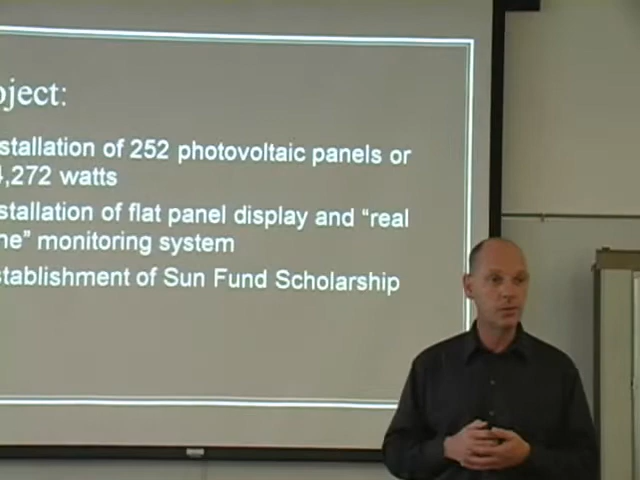 oject:
stallation of 252 photovoltaic panels or
4,272 watts
stallation of flat panel display and “real
ne” monitoring system
stablishment of Sun Fund Scholarship